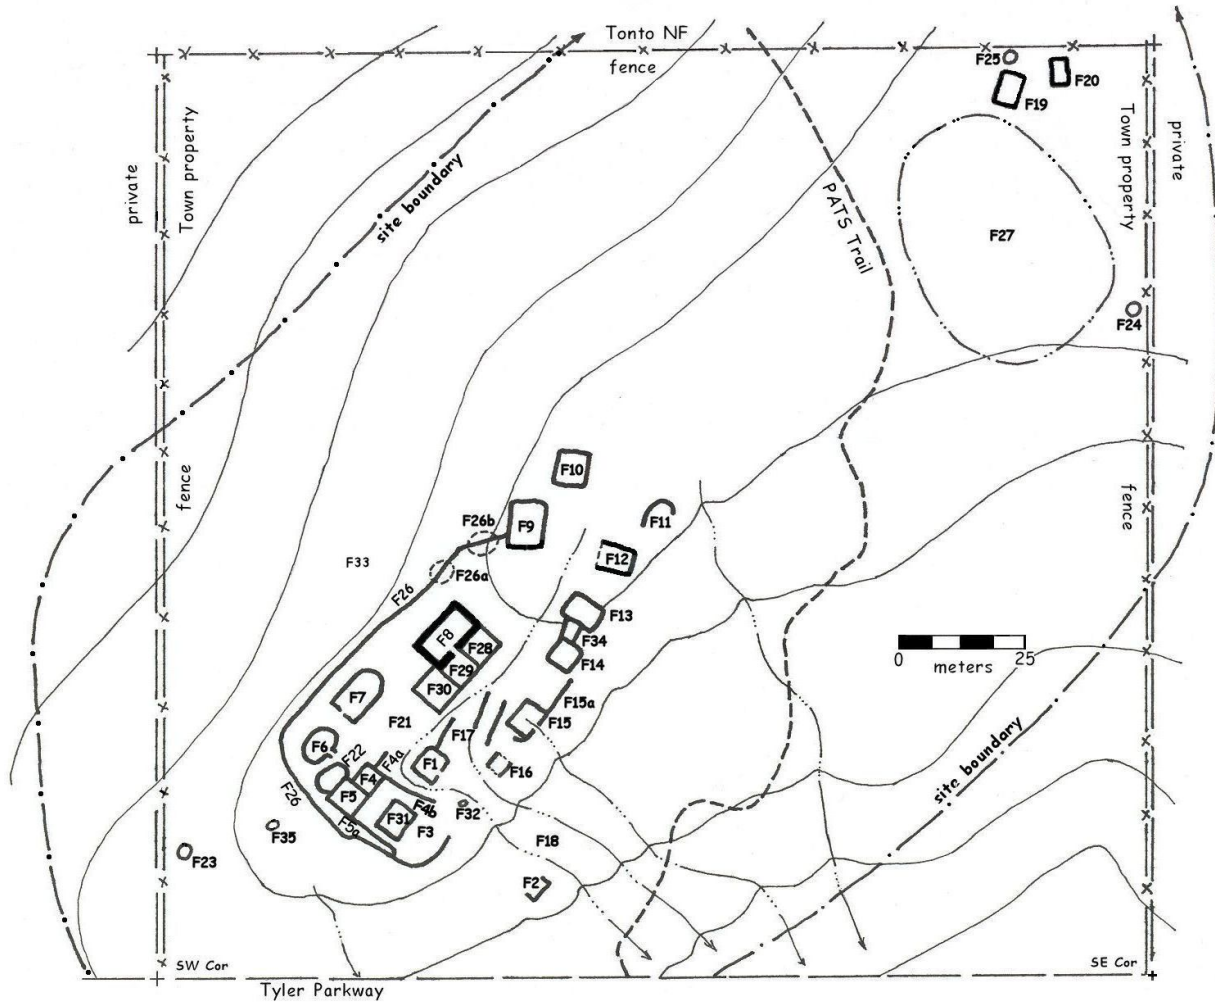 Tonto NF
fence
F25
F20
F19
private
Town property
Town property
private
site boundary
PATS Trail
F27
F24
fence
fence
F10
F9
F26b
F11
F12
F33
F26a
F26
F13
F8
F34
F28
F14
F29
F30
0
25
meters
F7
F15a
F21
F15
F17
F6
F22
F4a
F1
F16
F4
F5
F26
F4b
F32
F31
F5a
F3
F35
F18
site boundary
F23
F2
SW Cor
SE Cor
Tyler Parkway